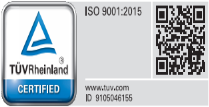 ISO 9001:2015
TÜVRheinland
CERTIFIED
www.tuv.com
ID 9105046155